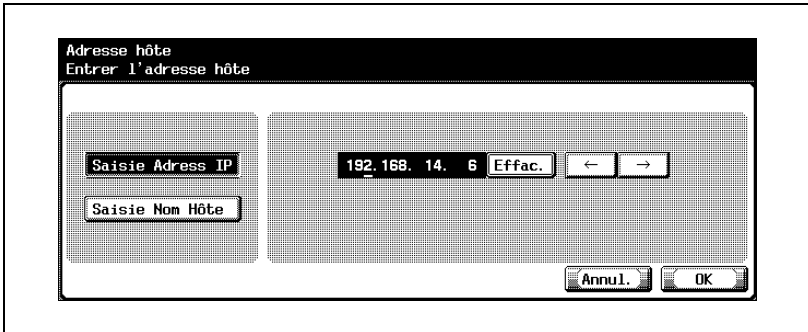 Adresse hôte
Entrer l'adresse hôte
Saisie Adress IP
192.168. 14. 6 Effac. ← →
Saisie Nom Hôte
Annul. OK